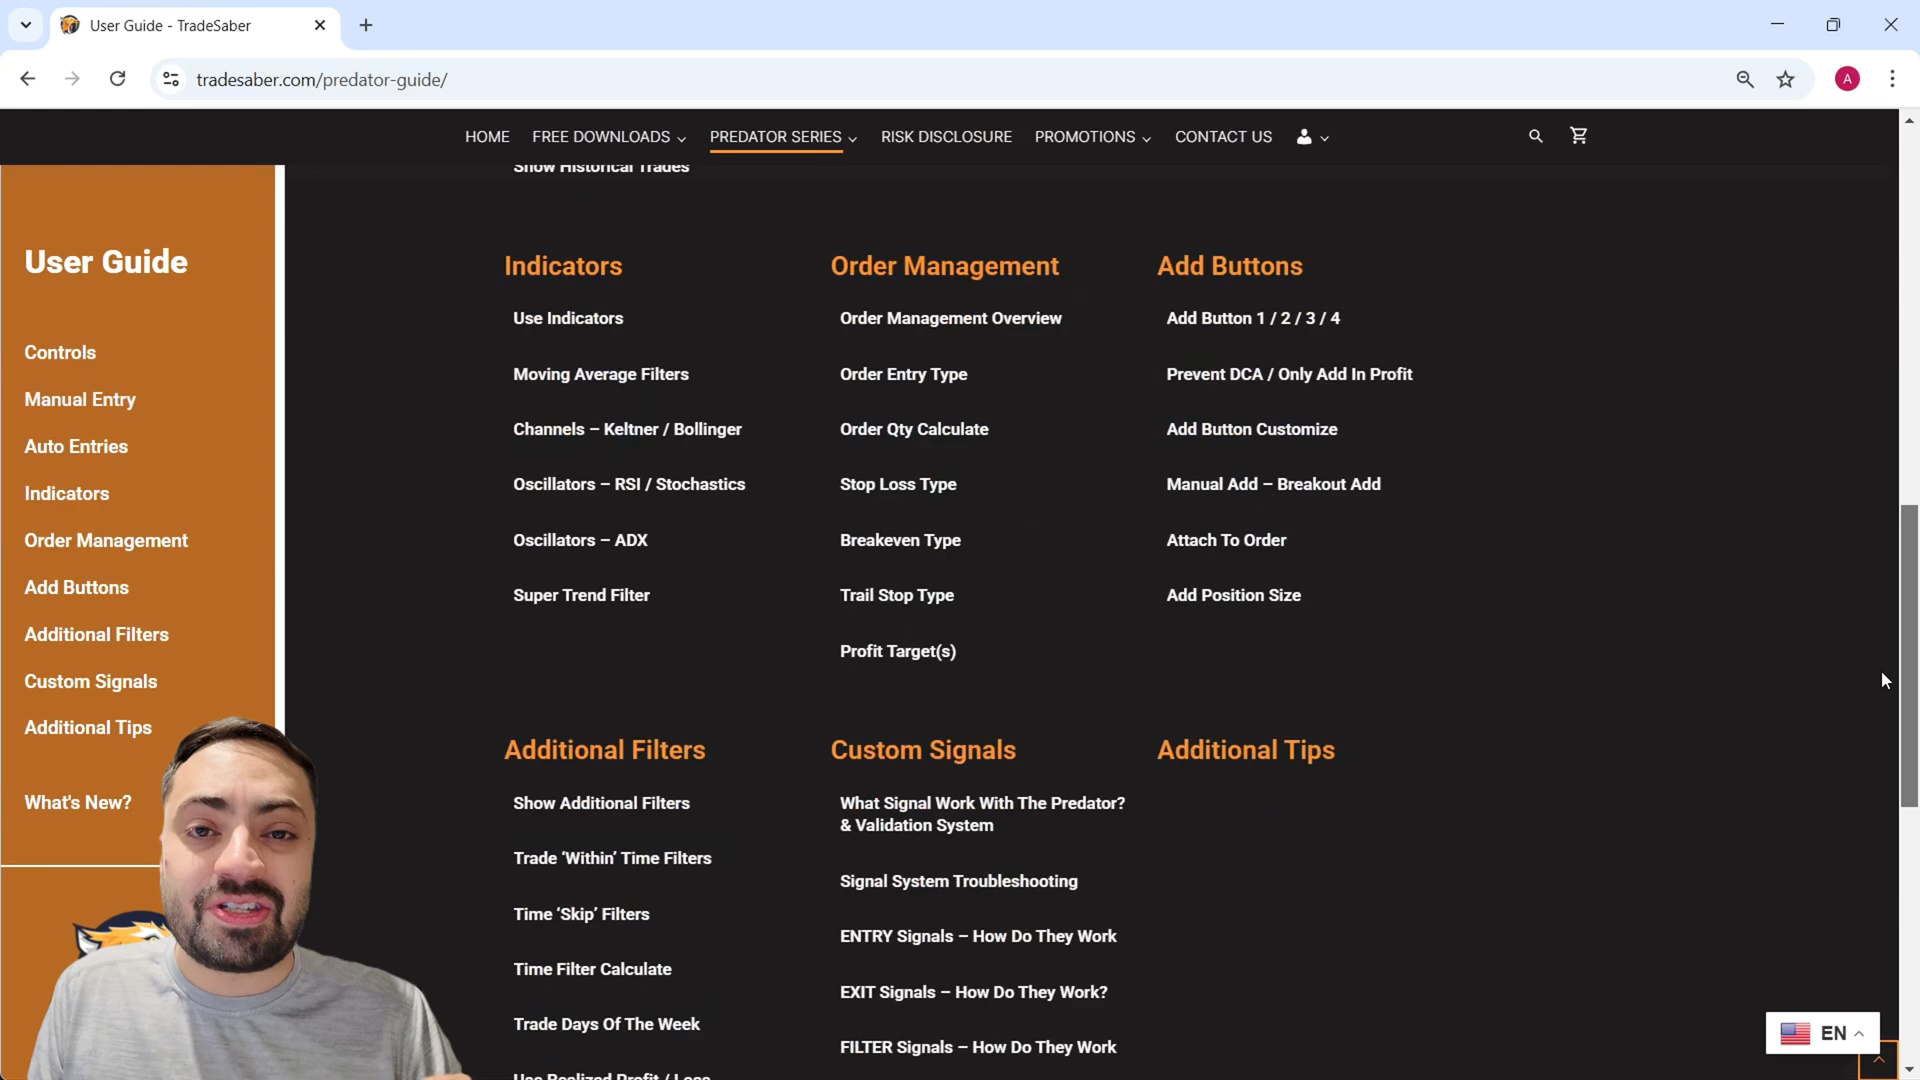 User Guide - TradeSaber
tradesaber.com/predator-guide/
A
HOME FREE DOWNLOADS PREDATOR SERIES RISK DISCLOSURE PROMOTIONS CONTACT US
Show Historical Trades
User Guide
Controls
Manual Entry
Auto Entries
Indicators
Order Management
Add Buttons
Additional Filters
Custom Signals
Additional Tips
What's New?
Indicators
Use Indicators
Moving Average Filters
Channels – Keltner / Bollinger
Oscillators – RSI / Stochastics
Oscillators – ADX
Super Trend Filter
Order Management
Order Management Overview
Order Entry Type
Order Qty Calculate
Stop Loss Type
Breakeven Type
Trail Stop Type
Profit Target(s)
Add Buttons
Add Button 1 / 2 / 3 / 4
Prevent DCA / Only Add In Profit
Add Button Customize
Manual Add – Breakout Add
Attach To Order
Add Position Size
Additional Filters
Show Additional Filters
Trade ‘Within’ Time Filters
Time ‘Skip’ Filters
Time Filter Calculate
Trade Days Of The Week
Use Realized Profit / Loss
Custom Signals
What Signal Work With The Predator?
& Validation System
Signal System Troubleshooting
ENTRY Signals – How Do They Work
EXIT Signals – How Do They Work?
FILTER Signals – How Do They Work
Additional Tips
EN